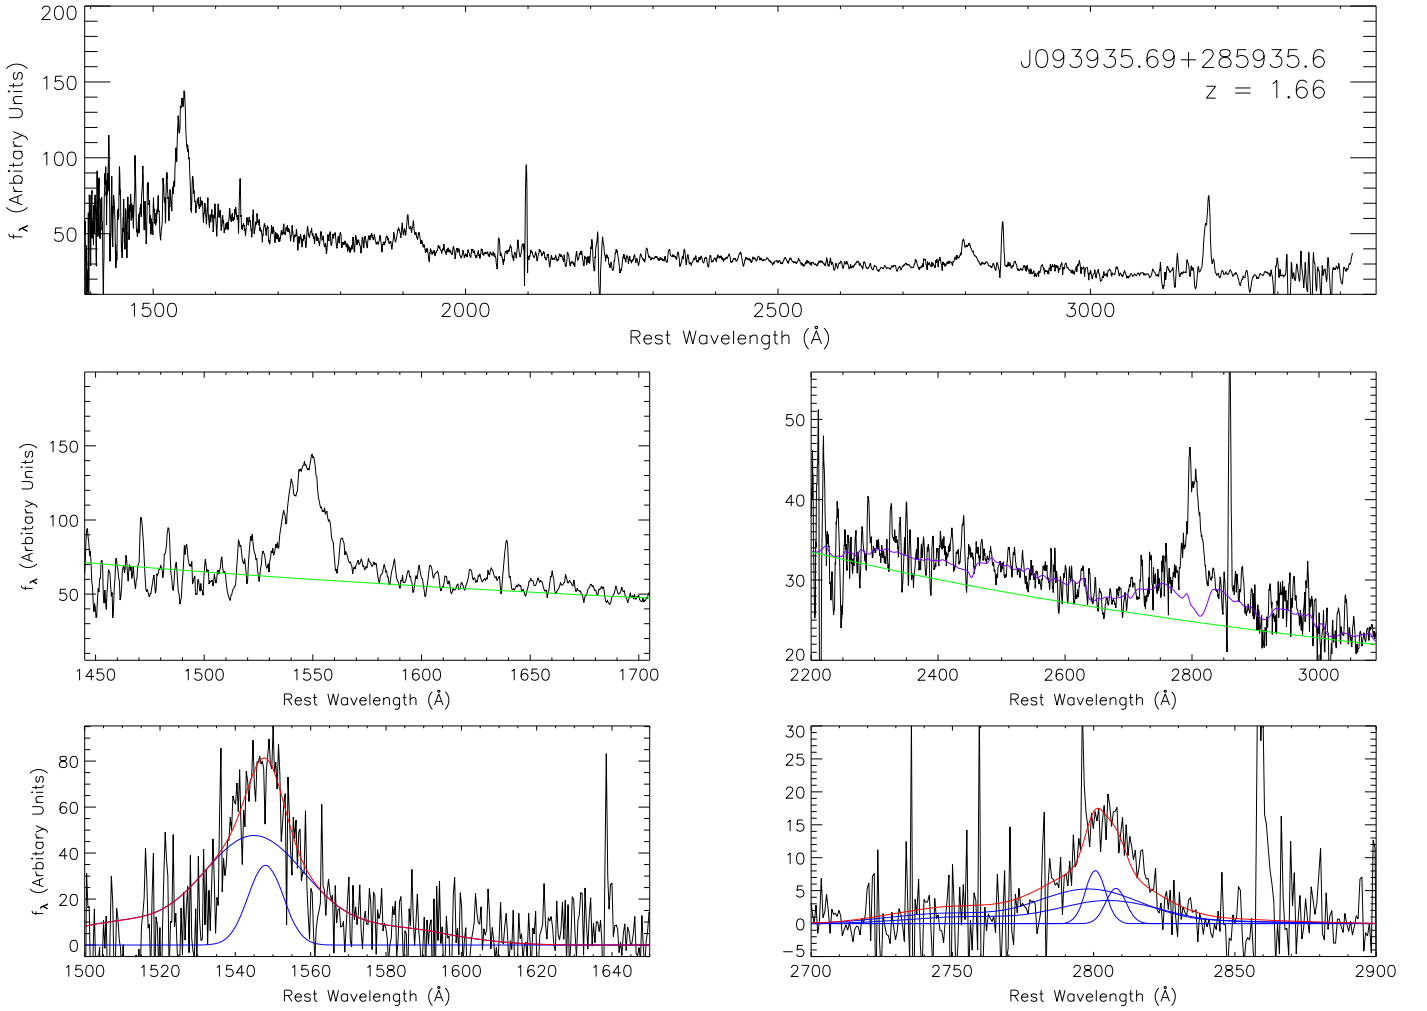 J093935.69+285935.6
z = 1.66
200
150
100
50
fλ (Arbitary Units)
1500 2000 2500 3000
Rest Wavelength (Å)
150
100
50
fλ (Arbitary Units)
1450 1500 1550 1600 1650 1700
Rest Wavelength (Å)
50
40
30
20
2200 2400 2600 2800 3000
Rest Wavelength (Å)
80
60
40
20
0
fλ (Arbitary Units)
1500 1520 1540 1560 1580 1600 1620 1640
Rest Wavelength (Å)
30
25
20
15
10
5
0
−5
2700 2750 2800 2850 2900
Rest Wavelength (Å)